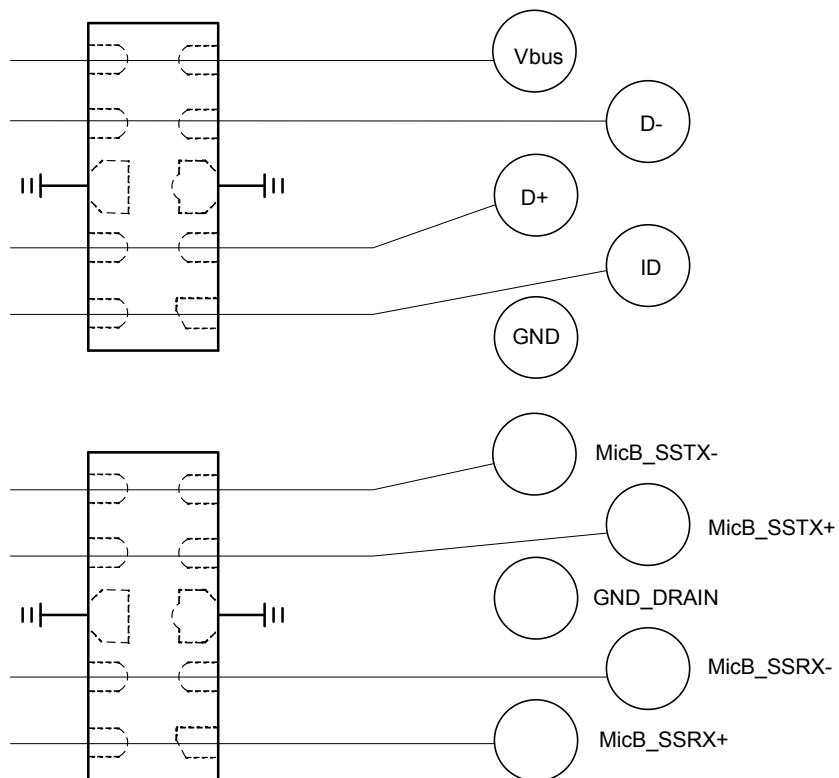 Vbus
D-
D+
ID
GND
MicB_SSTX-
MicB_SSTX+
GND_DRAIN
MicB_SSRX-
MicB_SSRX+